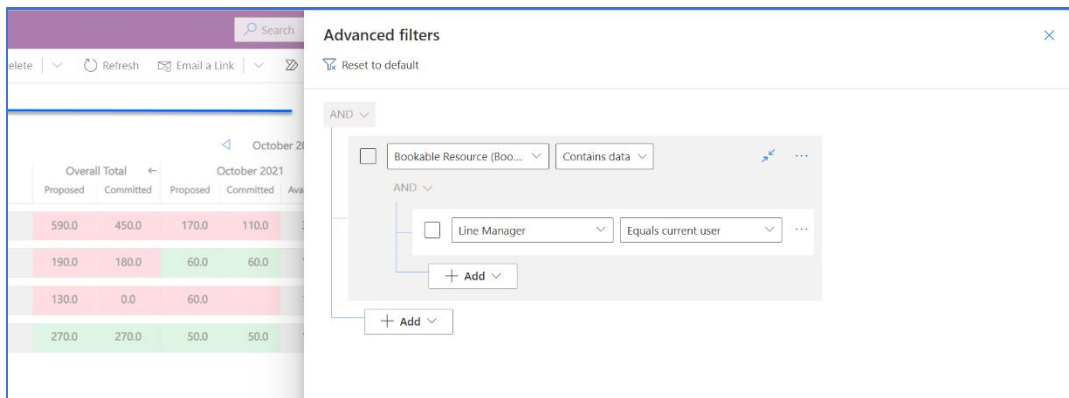 Search
elete Refresh Email a Link
October 20
Overall Total ← October 2021
Proposed Committed Proposed Committed Ava
590.0 450.0 170.0 110.0
190.0 180.0 60.0 60.0
130.0 0.0 60.0
270.0 270.0 50.0 50.0
Advanced filters
Reset to default
AND
Bookable Resource (Boo... Contains data
AND
Line Manager Equals current user
+ Add
+ Add